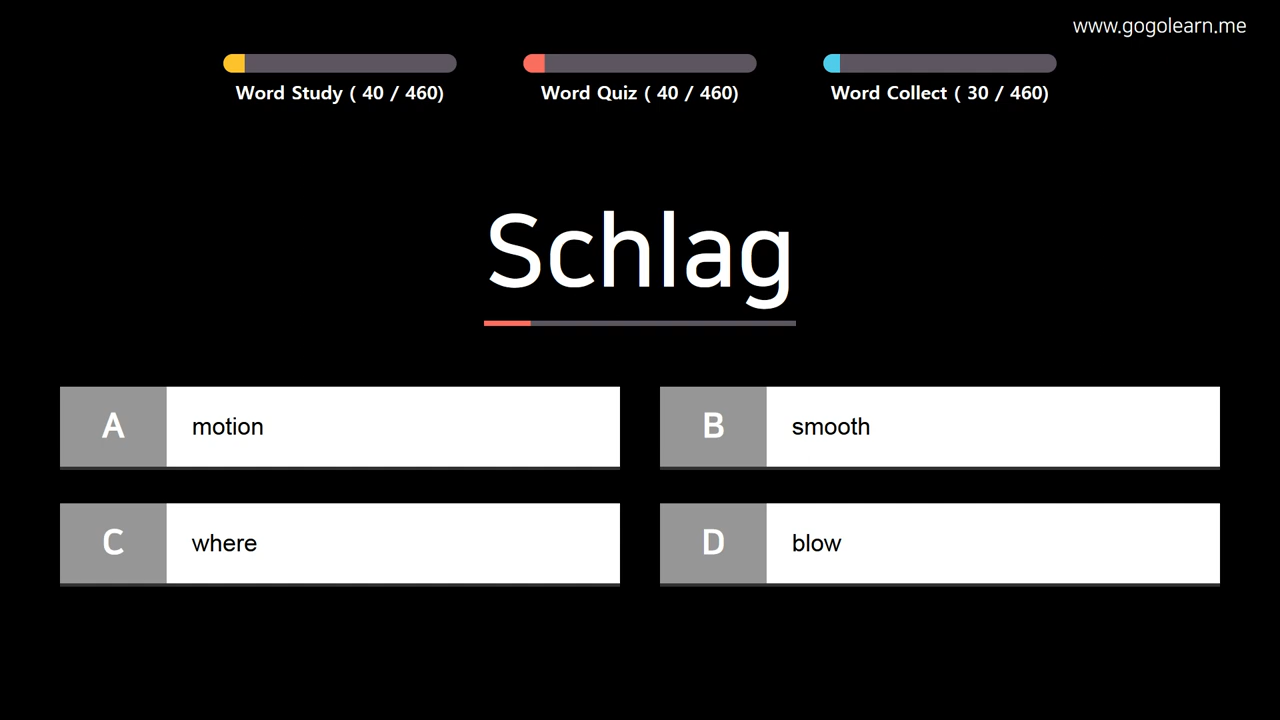 www.gogolearn.me
Word Study ( 40 / 460)
Word Quiz ( 40 / 460)
Word Collect ( 30 / 460)
Schlag
A motion
B smooth
C where
D blow